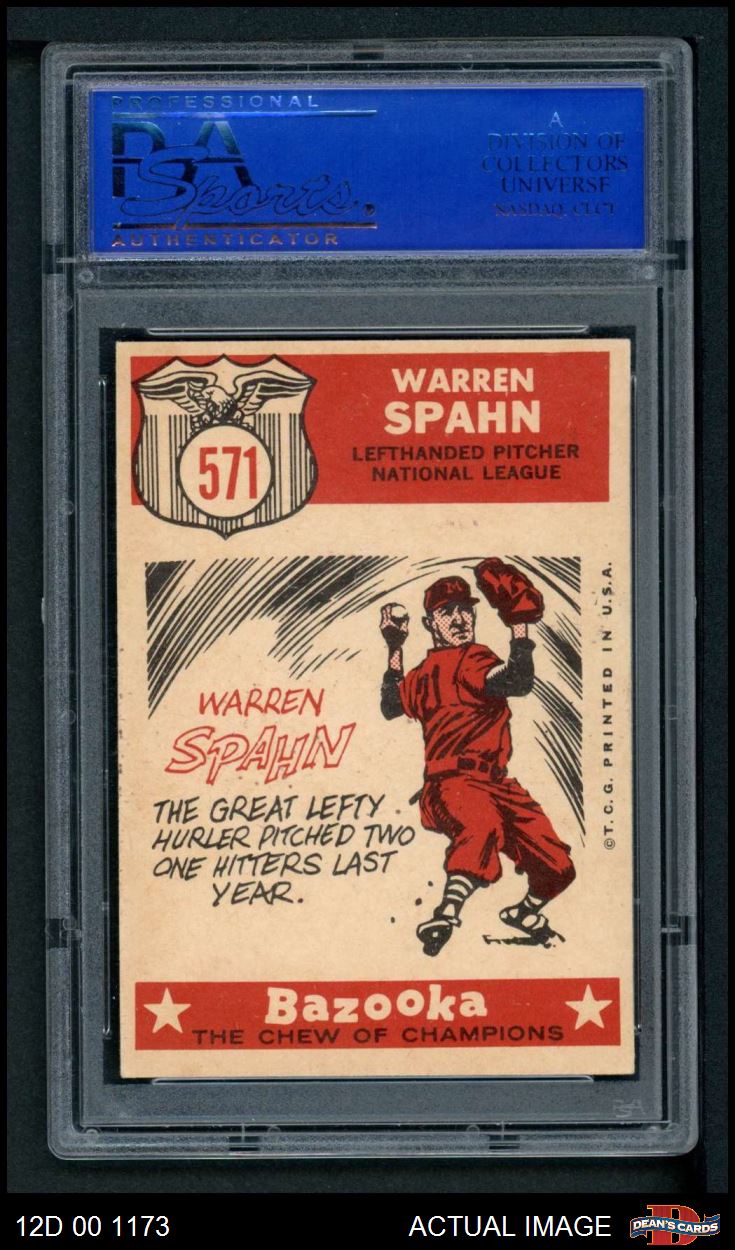 PROFESSIONAL
PSA
Sports.
AUTHENTICATOR
A
DIVISION OF
COLLECTORS
UNIVERSE
NASDAQ: CLCT
571
WARREN
SPAHN
LEFTHANDED PITCHER
NATIONAL LEAGUE
M
WARREN
SPAHN
THE GREAT LEFTY
HURLER PITCHED TWO
ONE HITTERS LAST
YEAR.
©T.C.G. PRINTED IN U.S.A.
Bazooka
THE CHEW OF CHAMPIONS
PSA
12D 00 1173
ACTUAL IMAGE
D
DEAN'S CARDS